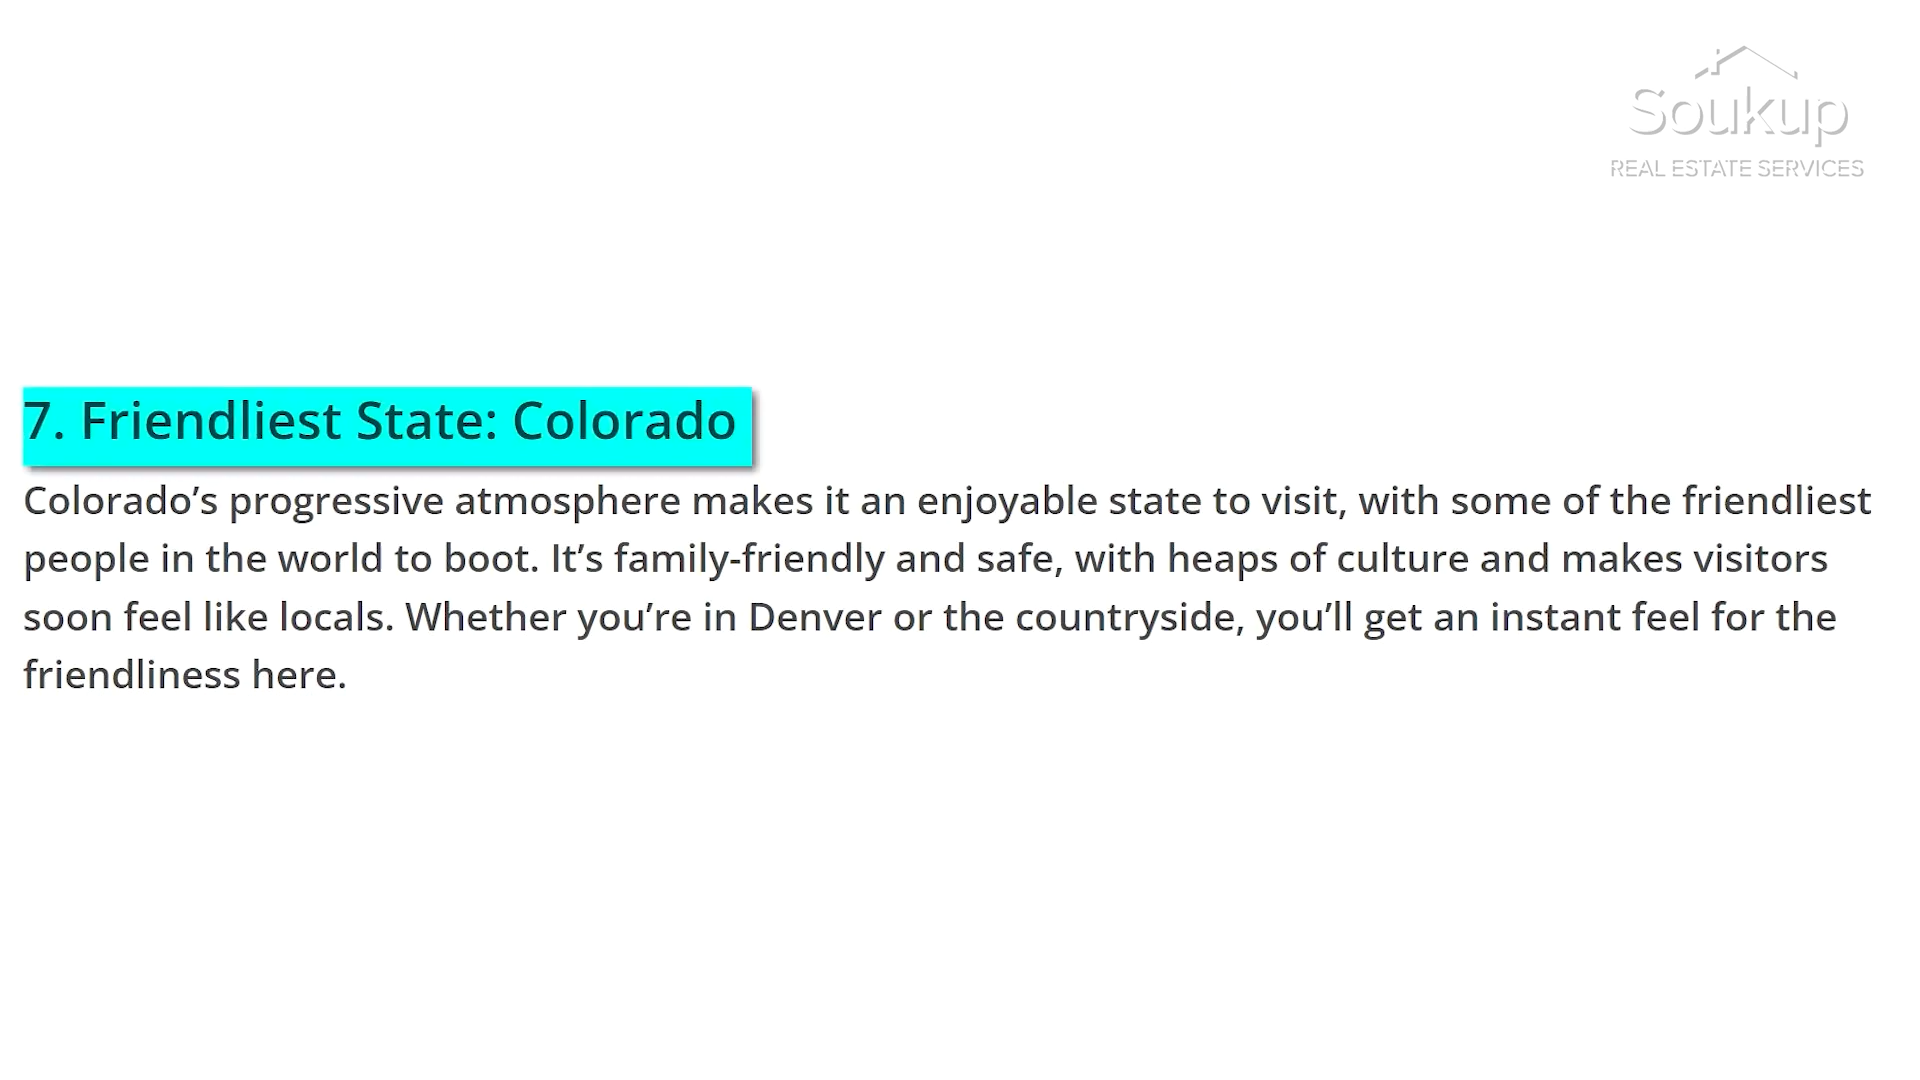 Soukup
REAL ESTATE SERVICES
7. Friendliest State: Colorado
Colorado’s progressive atmosphere makes it an enjoyable state to visit, with some of the friendliest
people in the world to boot. It’s family-friendly and safe, with heaps of culture and makes visitors
soon feel like locals. Whether you’re in Denver or the countryside, you’ll get an instant feel for the
friendliness here.